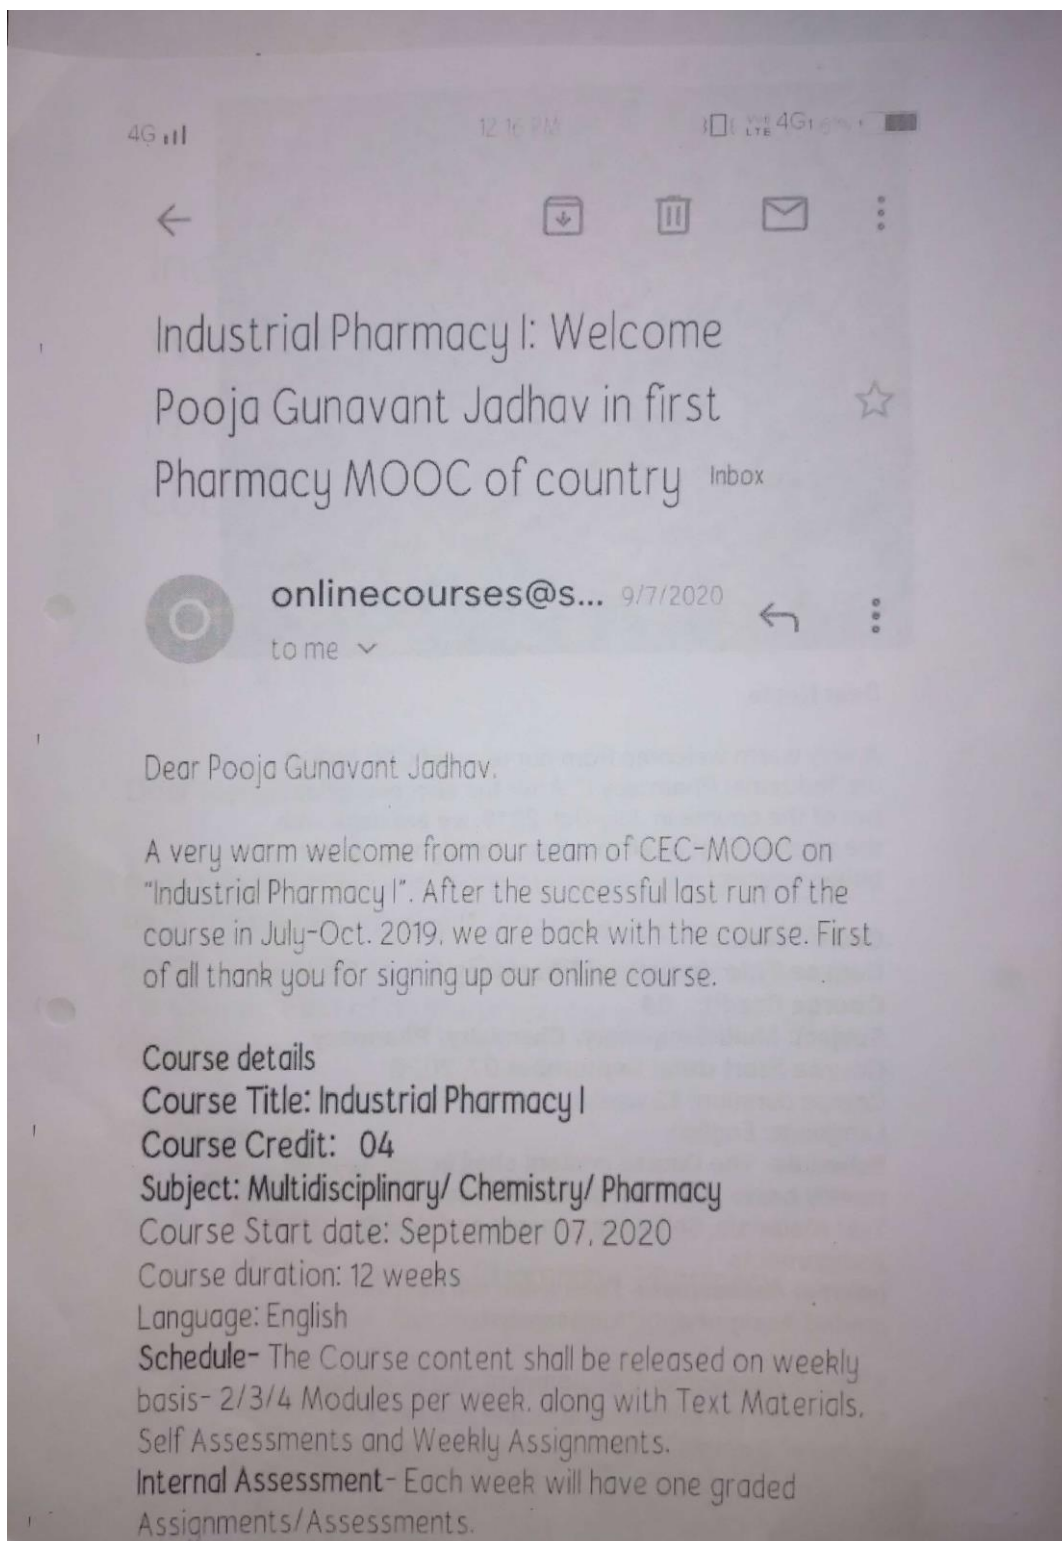 4G
12:16 PM
LTE 4G
Industrial Pharmacy I: Welcome
Pooja Gunavant Jadhav in first
Pharmacy MOOC of country Inbox
O
onlinecourses@s... 9/7/2020
to me
Dear Pooja Gunavant Jadhav,
A very warm welcome from our team of CEC-MOOC on
"Industrial Pharmacy I". After the successful last run of the
course in July-Oct. 2019, we are back with the course. First
of all thank you for signing up our online course.
Course details
Course Title: Industrial Pharmacy I
Course Credit: 04
Subject: Multidisciplinary/ Chemistry/ Pharmacy
Course Start date: September 07, 2020
Course duration: 12 weeks
Language: English
Schedule- The Course content shall be released on weekly
basis- 2/3/4 Modules per week, along with Text Materials,
Self Assessments and Weekly Assignments.
Internal Assessment- Each week will have one graded
Assignments/Assessments.